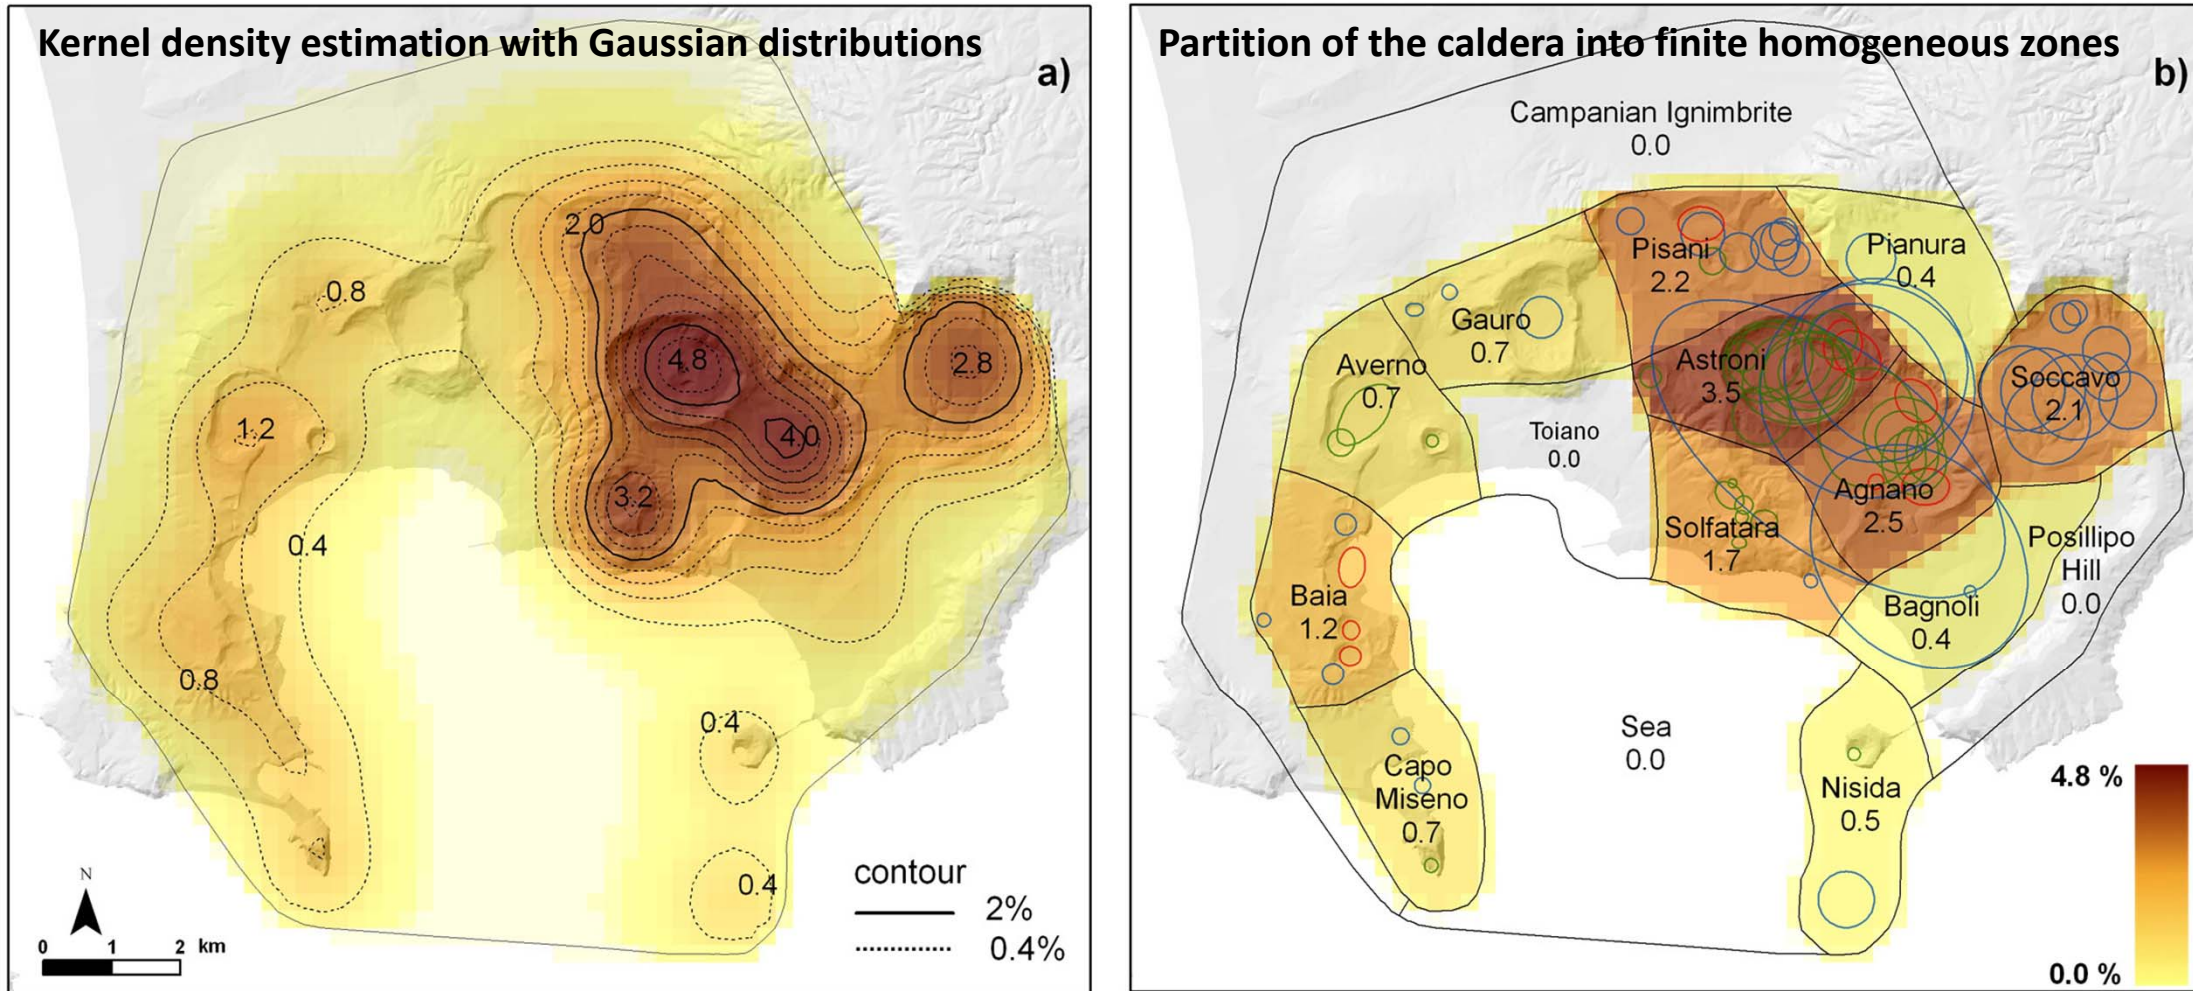 Kernel density estimation with Gaussian distributions
a)
2.0
0.8
4.8
2.8
1.2
4.0
3.2
0.4
0.8
0.4
0.4
contour
2%
0.4%
N
0 1 2 km
Partition of the caldera into finite homogeneous zones
b)
Campanian Ignimbrite
0.0
Pisani
2.2
Pianura
0.4
Gauro
0.7
Averno
0.7
Astroni
3.5
Soccavo
2.1
Toiano
0.0
Agnano
2.5
Solfatara
1.7
Posillipo
Hill
0.0
Baia
1.2
Bagnoli
0.4
Sea
0.0
Capo
Miseno
0.7
Nisida
0.5
4.8 %
0.0 %